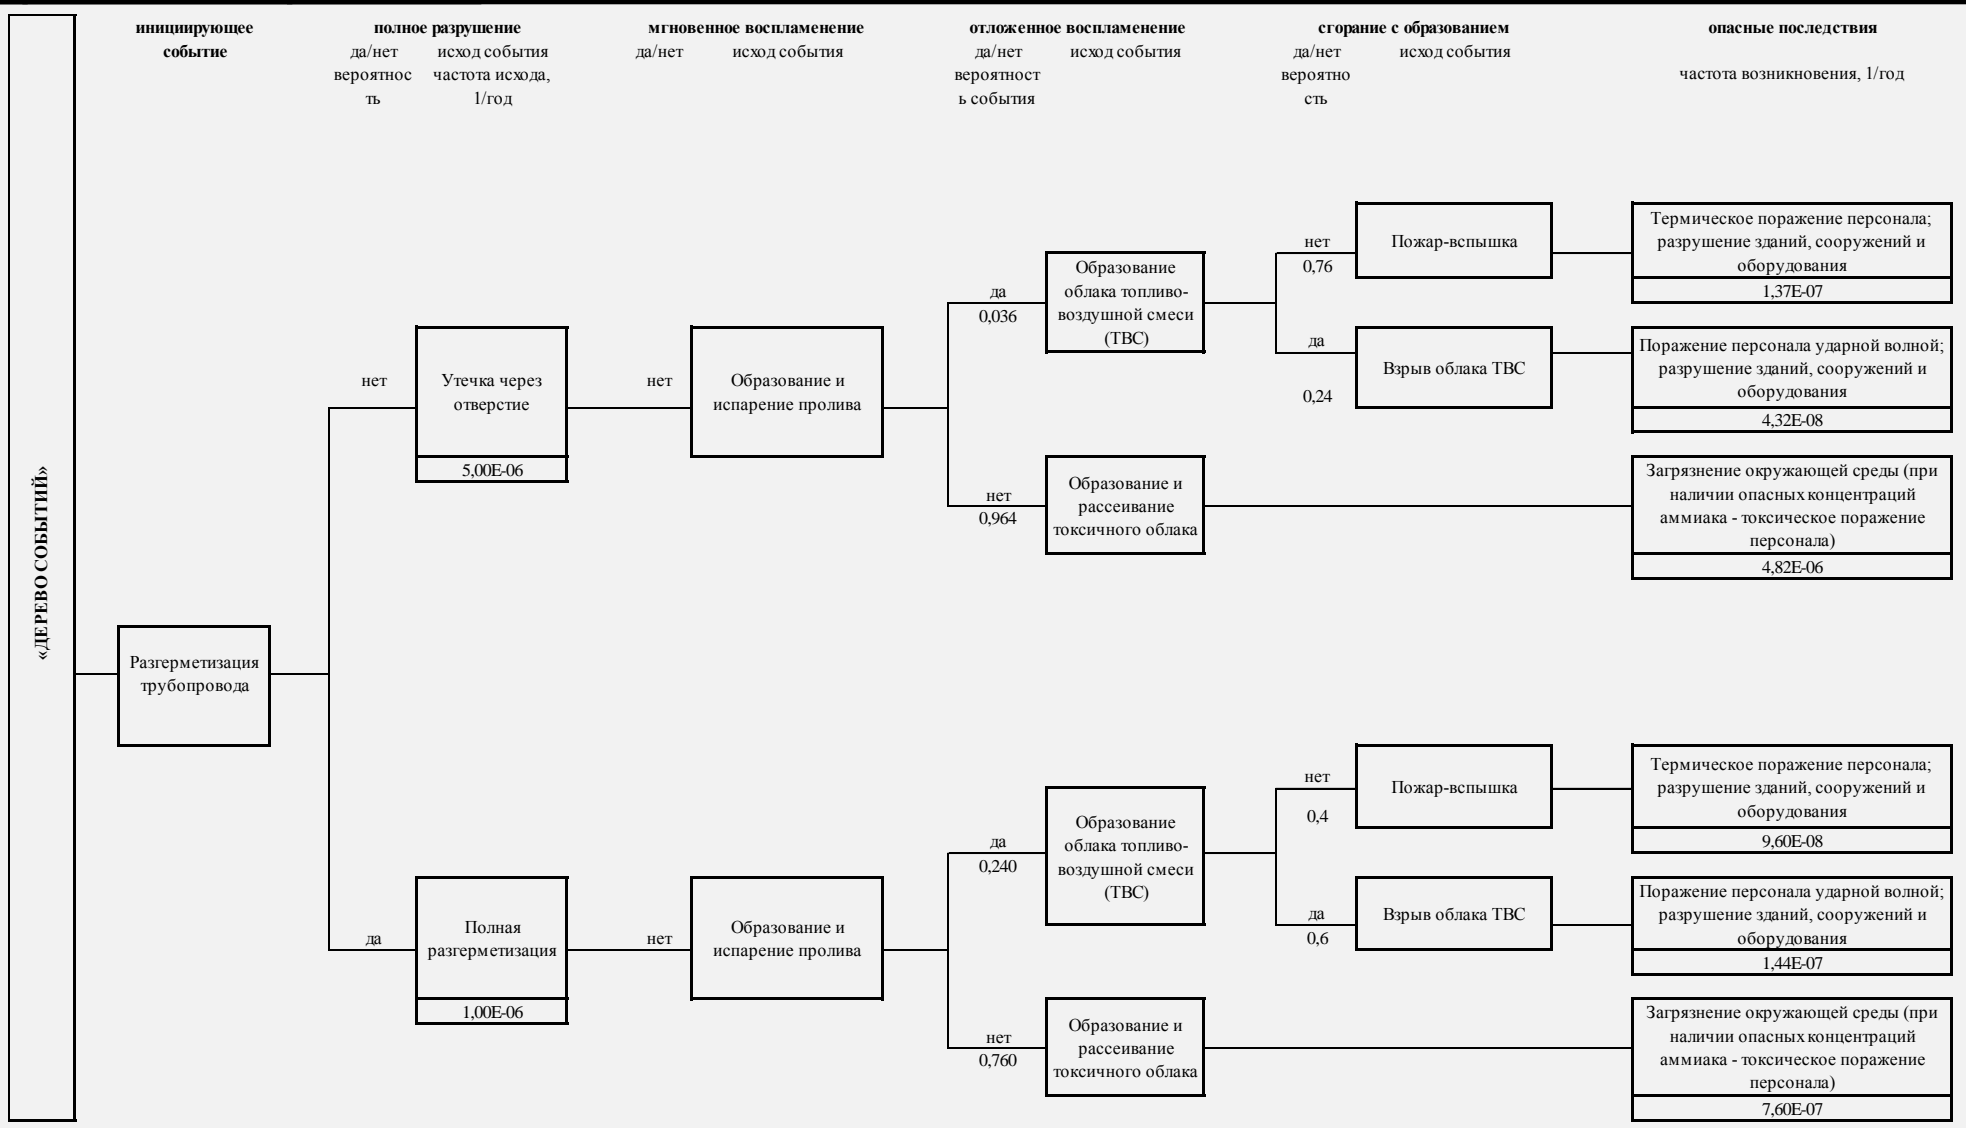 «ДЕРЕВО СОБЫТИЙ»
инициирующее
событие
полное разрушение
да/нет
вероятнос
ть
исход события
частота исхода,
1/год
мгновенное воспламенение
да/нет
исход события
отложенное воспламенение
да/нет
вероятност
ь события
исход события
сгорание с образованием
да/нет
вероятно
сть
исход события
опасные последствия
частота возникновения, 1/год
Разгерметизация
трубопровода
нет
Утечка через
отверстие
5,00E-06
нет
Образование и
испарение пролива
да
0,036
Образование
облака топливо-
воздушной смеси
(ТВС)
нет
0,76
Пожар-вспышка
Термическое поражение персонала;
разрушение зданий, сооружений и
оборудования
1,37E-07
да
0,24
Взрыв облака ТВС
Поражение персонала ударной волной;
разрушение зданий, сооружений и
оборудования
4,32E-08
нет
0,964
Образование и
рассеивание
токсичного облака
Загрязнение окружающей среды (при
наличии опасных концентраций
аммиака - токсическое поражение
персонала)
4,82E-06
да
Полная
разгерметизация
1,00E-06
нет
Образование и
испарение пролива
да
0,240
Образование
облака топливо-
воздушной смеси
(ТВС)
нет
0,4
Пожар-вспышка
Термическое поражение персонала;
разрушение зданий, сооружений и
оборудования
9,60E-08
да
0,6
Взрыв облака ТВС
Поражение персонала ударной волной;
разрушение зданий, сооружений и
оборудования
1,44E-07
нет
0,760
Образование и
рассеивание
токсичного облака
Загрязнение окружающей среды (при
наличии опасных концентраций
аммиака - токсическое поражение
персонала)
7,60E-07